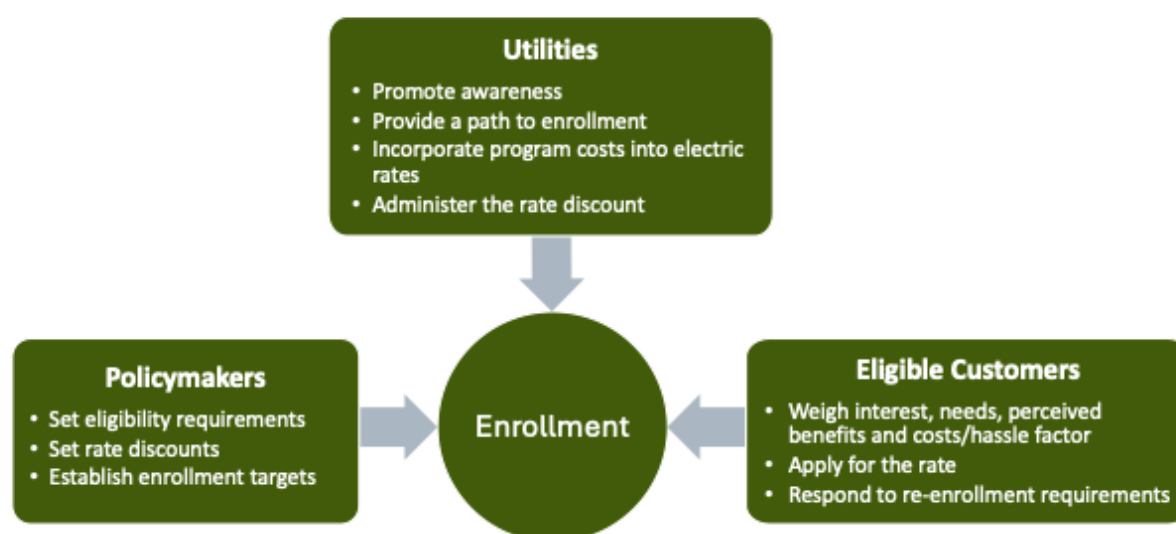 Utilities
• Promote awareness
• Provide a path to enrollment
• Incorporate program costs into electric
rates
• Administer the rate discount
Policymakers
• Set eligibility requirements
• Set rate discounts
• Establish enrollment targets
Enrollment
Eligible Customers
• Weigh interest, needs, perceived
benefits and costs/hassle factor
• Apply for the rate
• Respond to re-enrollment requirements